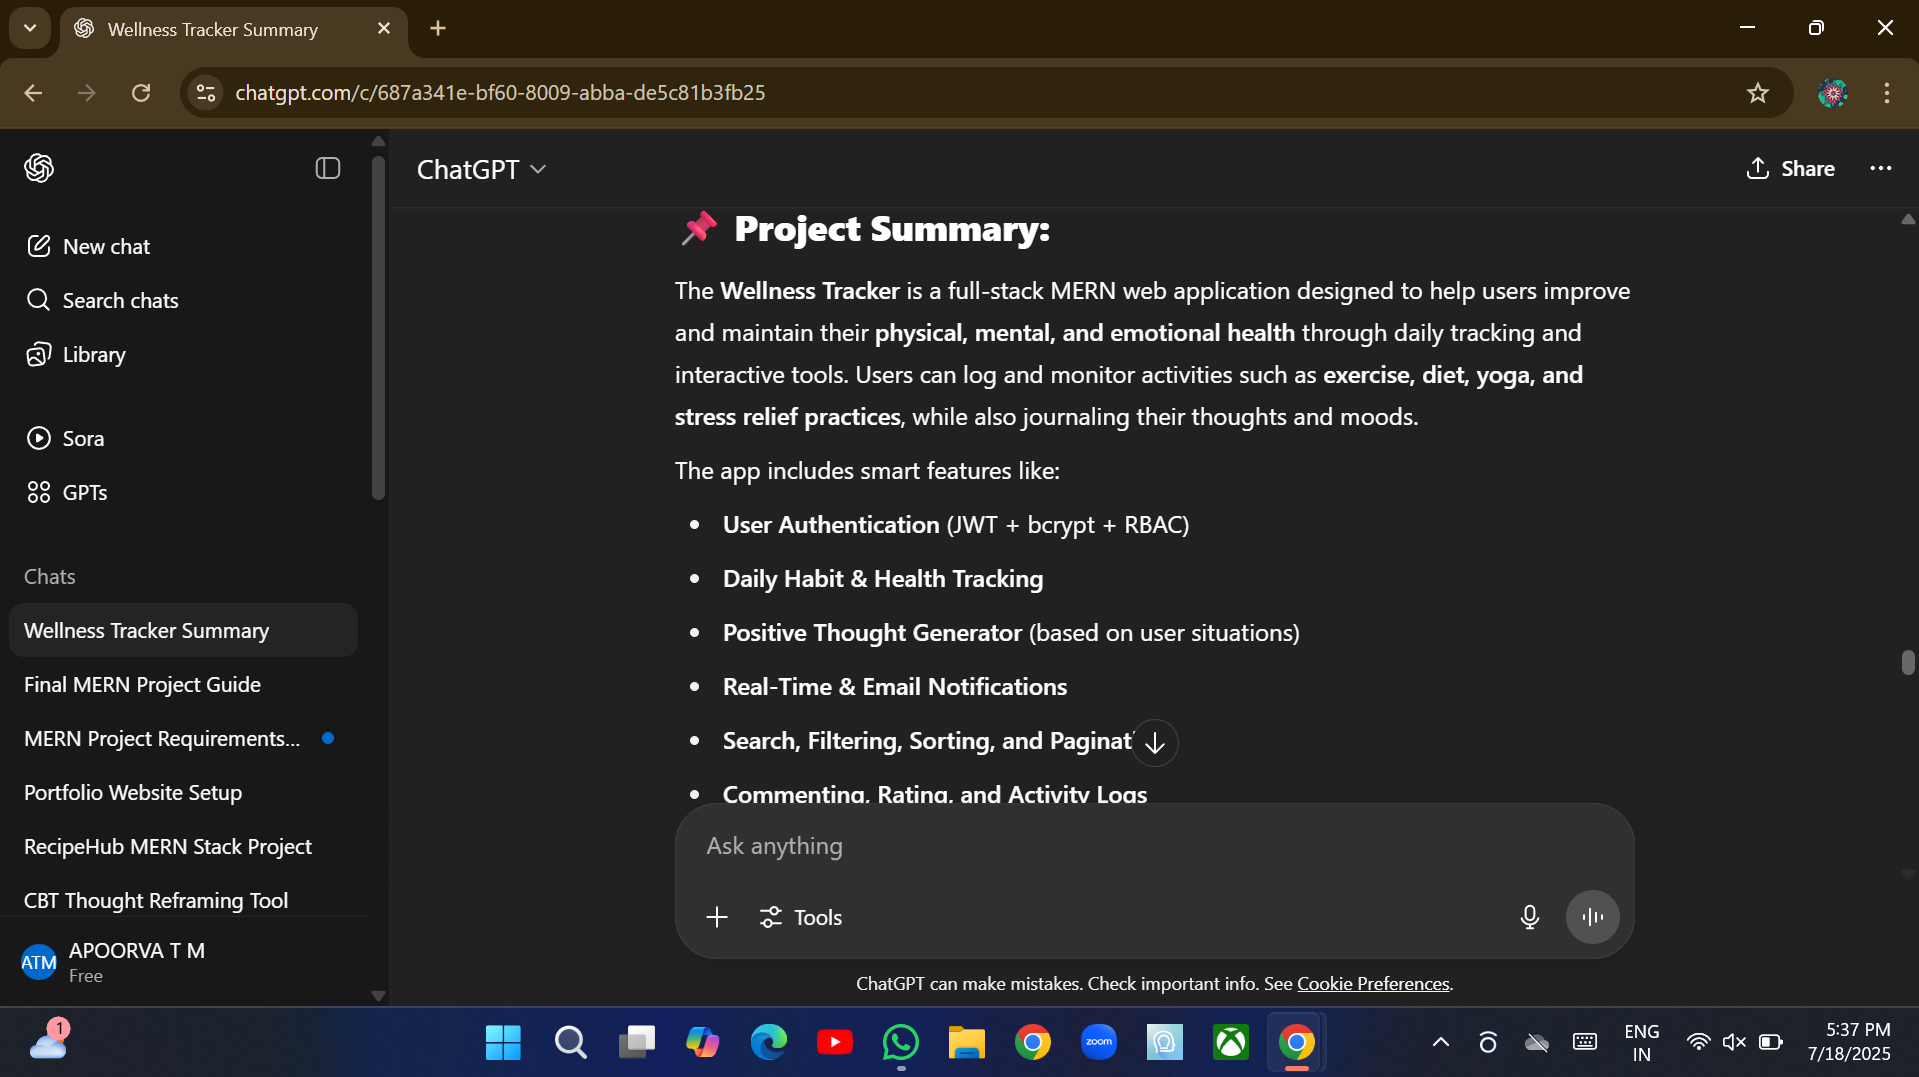 Wellness Tracker Summary
chatgpt.com/c/687a341e-bf60-8009-abba-de5c81b3fb25
ChatGPT
Share
New chat
Search chats
Library
Sora
GPTs
Chats
Wellness Tracker Summary
Final MERN Project Guide
MERN Project Requirements...
Portfolio Website Setup
RecipeHub MERN Stack Project
CBT Thought Reframing Tool
ATM
APOORVA T M
Free
Project Summary:
The Wellness Tracker is a full-stack MERN web application designed to help users improve
and maintain their physical, mental, and emotional health through daily tracking and
interactive tools. Users can log and monitor activities such as exercise, diet, yoga, and
stress relief practices, while also journaling their thoughts and moods.
The app includes smart features like:
• User Authentication (JWT + bcrypt + RBAC)
• Daily Habit & Health Tracking
• Positive Thought Generator (based on user situations)
• Real-Time & Email Notifications
• Search, Filtering, Sorting, and Paginat
• Commenting, Rating, and Activity Logs
Ask anything
Tools
ChatGPT can make mistakes. Check important info. See Cookie Preferences.
1
zoom
ENG
IN
5:37 PM
7/18/2025